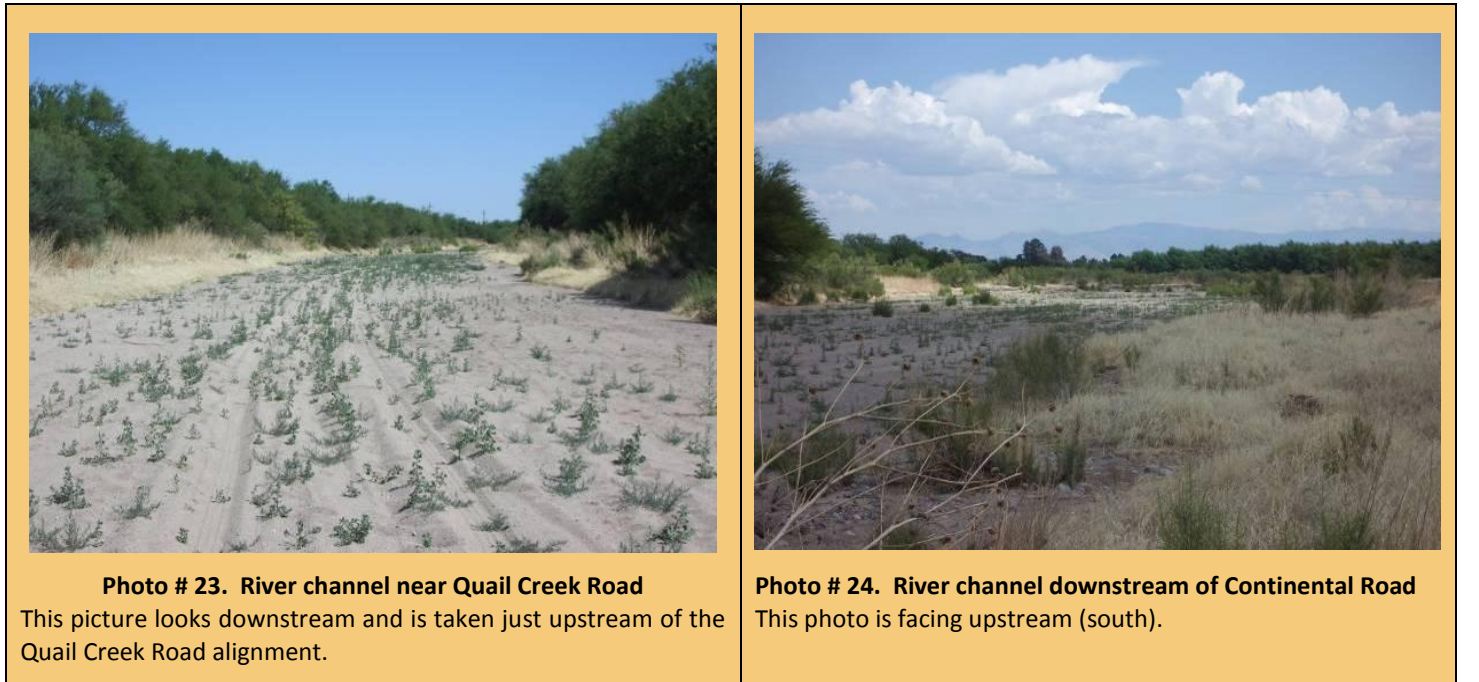 Photo # 23. River channel near Quail Creek Road
This picture looks downstream and is taken just upstream of the
Quail Creek Road alignment.
Photo # 24. River channel downstream of Continental Road
This photo is facing upstream (south).